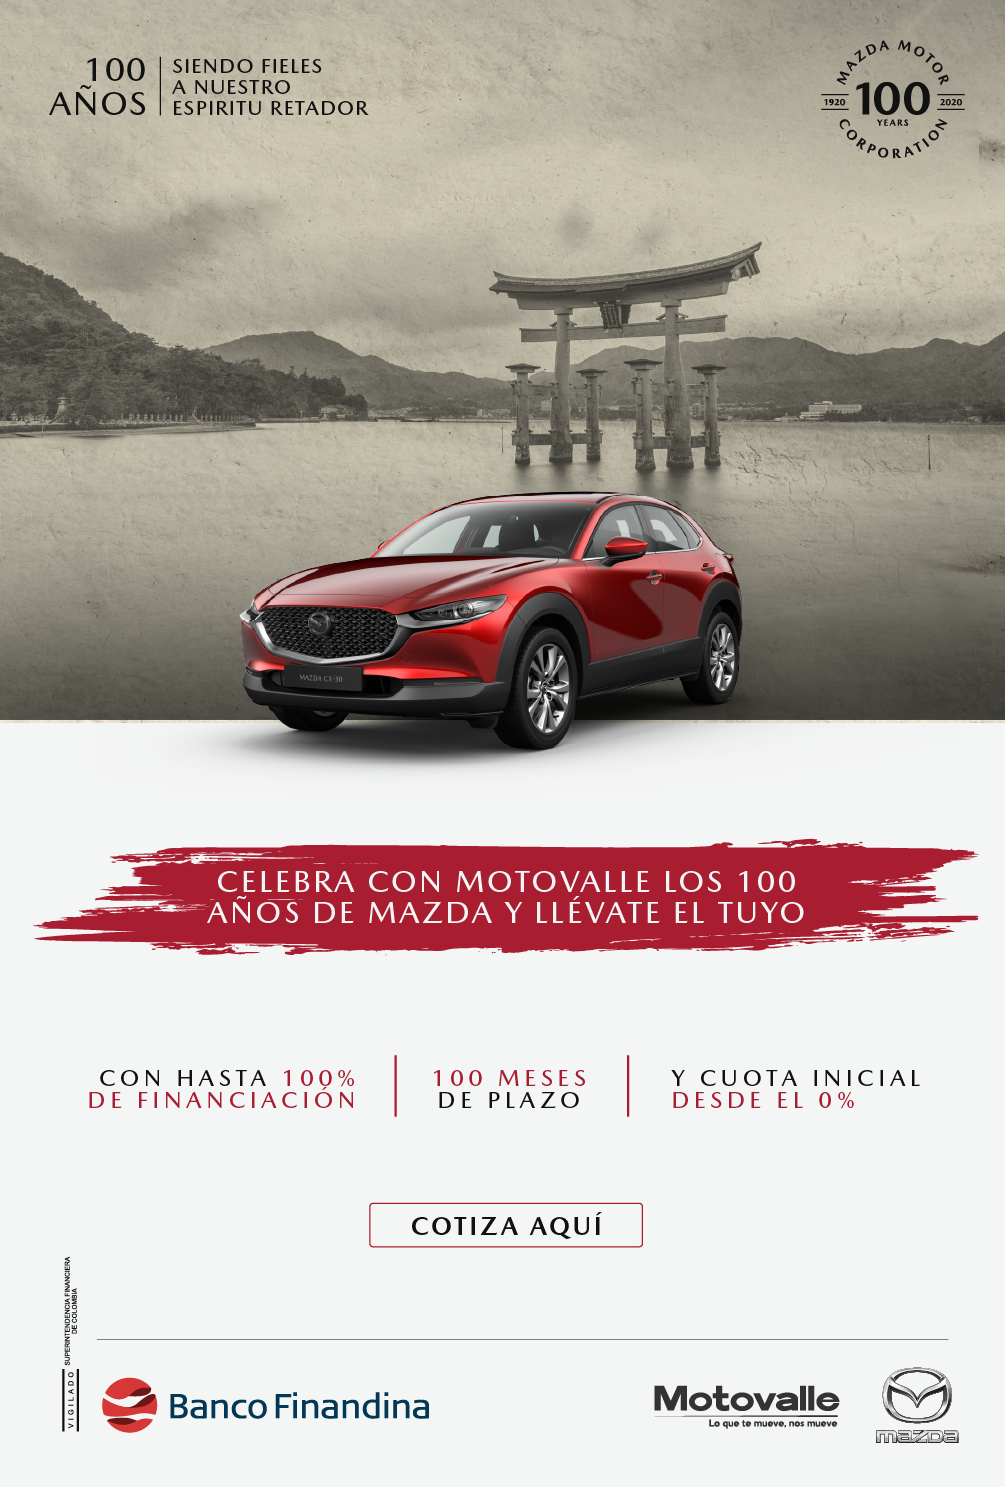 100
AÑOS
SIENDO FIELES
A NUESTRO
ESPIRITU RETADOR
MAZDA MOTOR
1920 100 2020
YEARS
CORPORATION
MAZDA CX-30
CELEBRA CON MOTOVALLE LOS 100
AÑOS DE MAZDA Y LLÉVATE EL TUYO
CON HASTA 100%
DE FINANCIACIÓN
100 MESES
DE PLAZO
Y CUOTA INICIAL
DESDE EL 0%
COTIZA AQUÍ
VIGILADO
SUPERINTENDENCIA FINANCIERA
DE COLOMBIA
Banco Finandina
Motovalle
Lo que te mueve, nos mueve
mazda